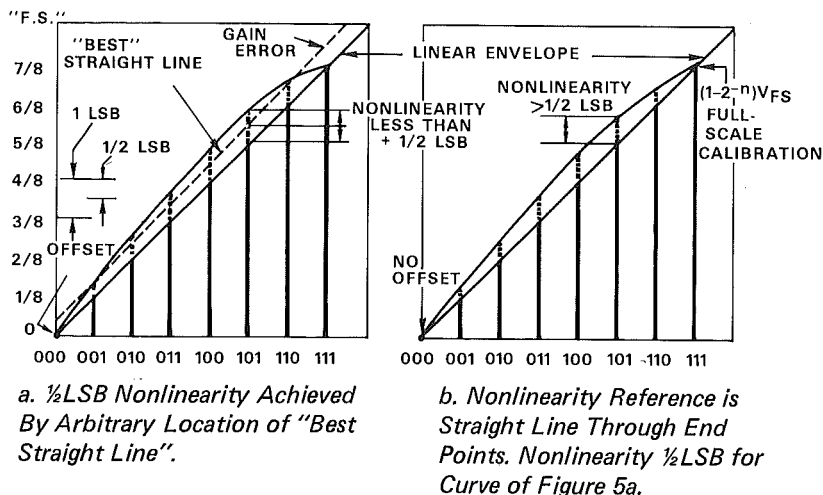 "F.S."
7/8
6/8
5/8
4/8
3/8
2/8
1/8
0
"BEST"
STRAIGHT LINE
GAIN
ERROR
LINEAR ENVELOPE
1 LSB
1/2 LSB
OFFSET
NONLINEARITY
LESS THAN
+ 1/2 LSB
000 001 010 011 100 101 110 111
a. ½LSB Nonlinearity Achieved
By Arbitrary Location of "Best
Straight Line".
NONLINEARITY
>1/2 LSB
(1-2⁻ⁿ)VFS
FULL-
SCALE
CALIBRATION
NO
OFFSET
000 001 010 011 100 101 -110 111
b. Nonlinearity Reference is
Straight Line Through End
Points. Nonlinearity ½LSB for
Curve of Figure 5a.